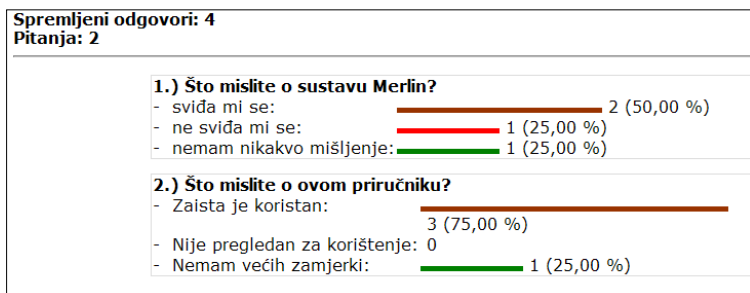 Spremljeni odgovori: 4
Pitanja: 2
1.) Što mislite o sustavu Merlin?
- sviđa mi se: 2 (50,00 %)
- ne sviđa mi se: 1 (25,00 %)
- nemam nikakvo mišljenje: 1 (25,00 %)
2.) Što mislite o ovom priručniku?
- Zaista je koristan:
3 (75,00 %)
- Nije pregledan za korištenje: 0
- Nemam većih zamjerki: 1 (25,00 %)